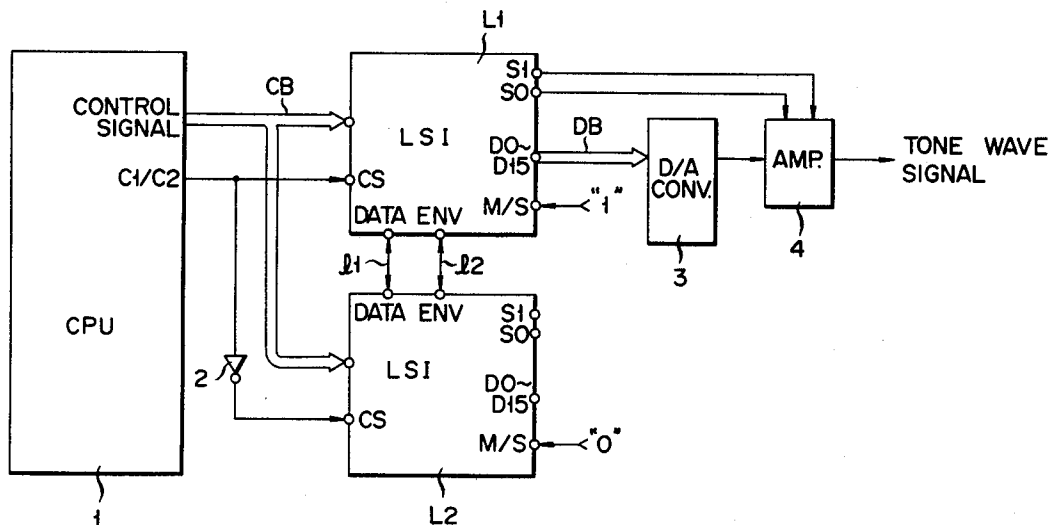 L1
CB
CONTROL
SIGNAL
C1/C2
CPU
1
2
LSI
CS
DATA ENV
S1
S0
D0~
D15
M/S
"1"
DB
D/A
CONV.
3
AMP.
4
TONE WAVE
SIGNAL
ℓ1
ℓ2
DATA ENV
LSI
CS
S1
S0
D0~
D15
M/S
"0"
L2